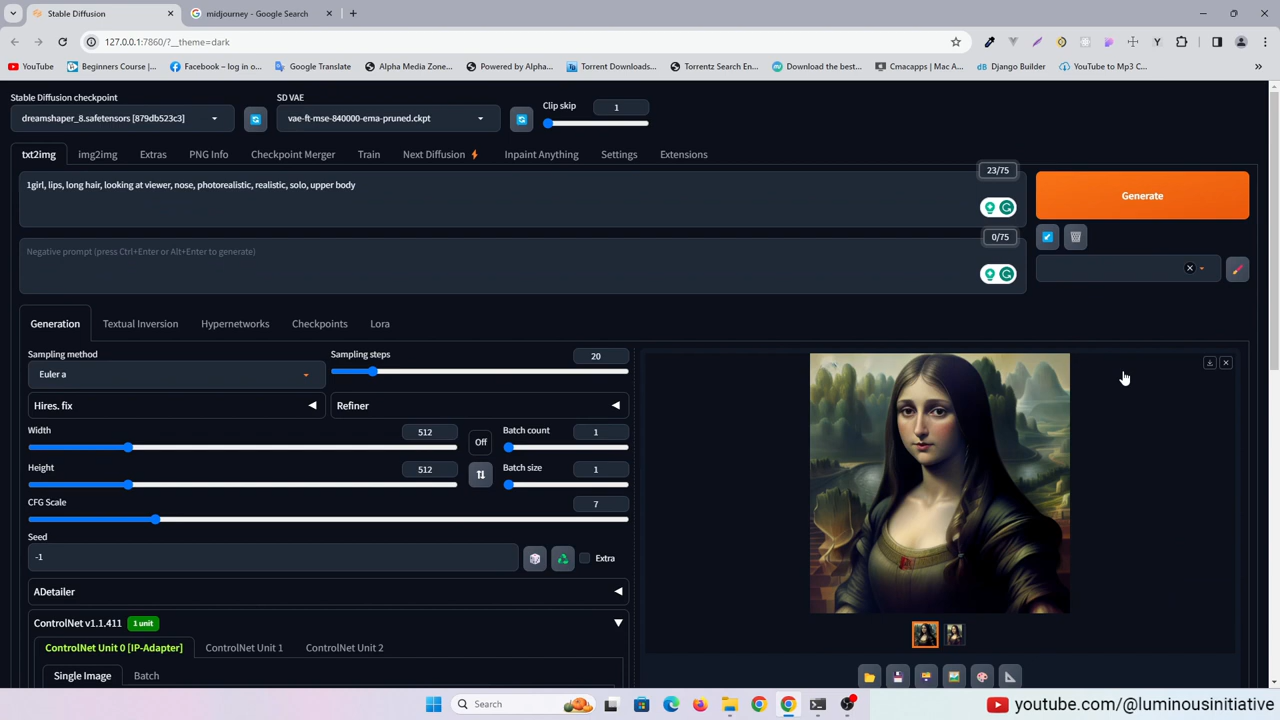 Stable Diffusion
midjourney - Google Search
127.0.0.1:7860/?__theme=dark
YouTube
Beginners Course |...
Facebook – log in o...
Google Translate
Alpha Media Zone...
Powered by Alpha...
Torrent Downloads...
Torrentz Search En...
Download the best...
Cmacapps | Mac A...
Django Builder
YouTube to Mp3 C...
Stable Diffusion checkpoint
SD VAE
Clip skip
1
dreamshaper_8.safetensors [879db523c3]
vae-ft-mse-840000-ema-pruned.ckpt
txt2img
img2img
Extras
PNG Info
Checkpoint Merger
Train
Next Diffusion
Inpaint Anything
Settings
Extensions
23/75
1girl, lips, long hair, looking at viewer, nose, photorealistic, realistic, solo, upper body
Generate
0/75
Negative prompt (press Ctrl+Enter or Alt+Enter to generate)
Generation
Textual Inversion
Hypernetworks
Checkpoints
Lora
Sampling method
Sampling steps
20
Euler a
Hires. fix
Refiner
Width
512
Off
Batch count
1
Height
512
Batch size
1
CFG Scale
7
Seed
-1
Extra
ADetailer
ControlNet v1.1.411
1 unit
ControlNet Unit 0 [IP-Adapter]
ControlNet Unit 1
ControlNet Unit 2
Single Image
Batch
Search
youtube.com/@luminousinitiative